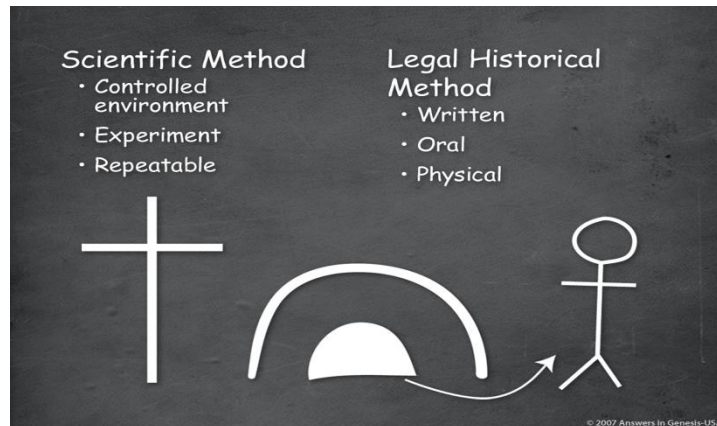 Scientific Method
• Controlled
environment
• Experiment
• Repeatable
Legal Historical
Method
• Written
• Oral
• Physical
© 2007 Answers In Genesis-US